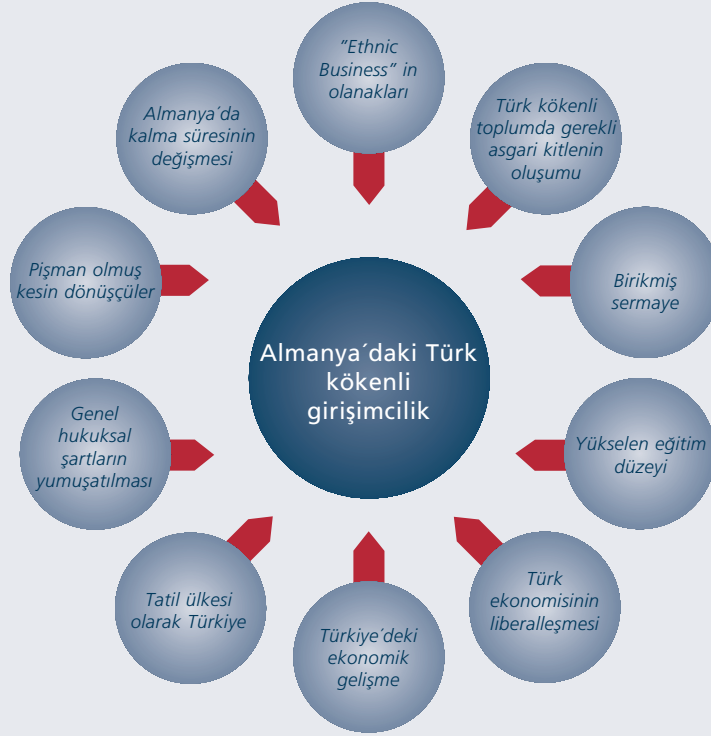 "Ethnic
Business" in
olanakları
Türk kökenli
toplumda gerekli
asgari kitlenin
oluşumu
Birikmiş
sermaye
Yükselen eğitim
düzeyi
Türk
ekonomisinin
liberalleşmesi
Türkiye´deki
ekonomik
gelişme
Tatil ülkesi
olarak Türkiye
Genel
hukuksal
şartların
yumuşatılması
Pişman olmuş
kesin dönüşçüler
Almanya´da
kalma süresinin
değişmesi
Almanya´daki Türk
kökenli
girişimcilik